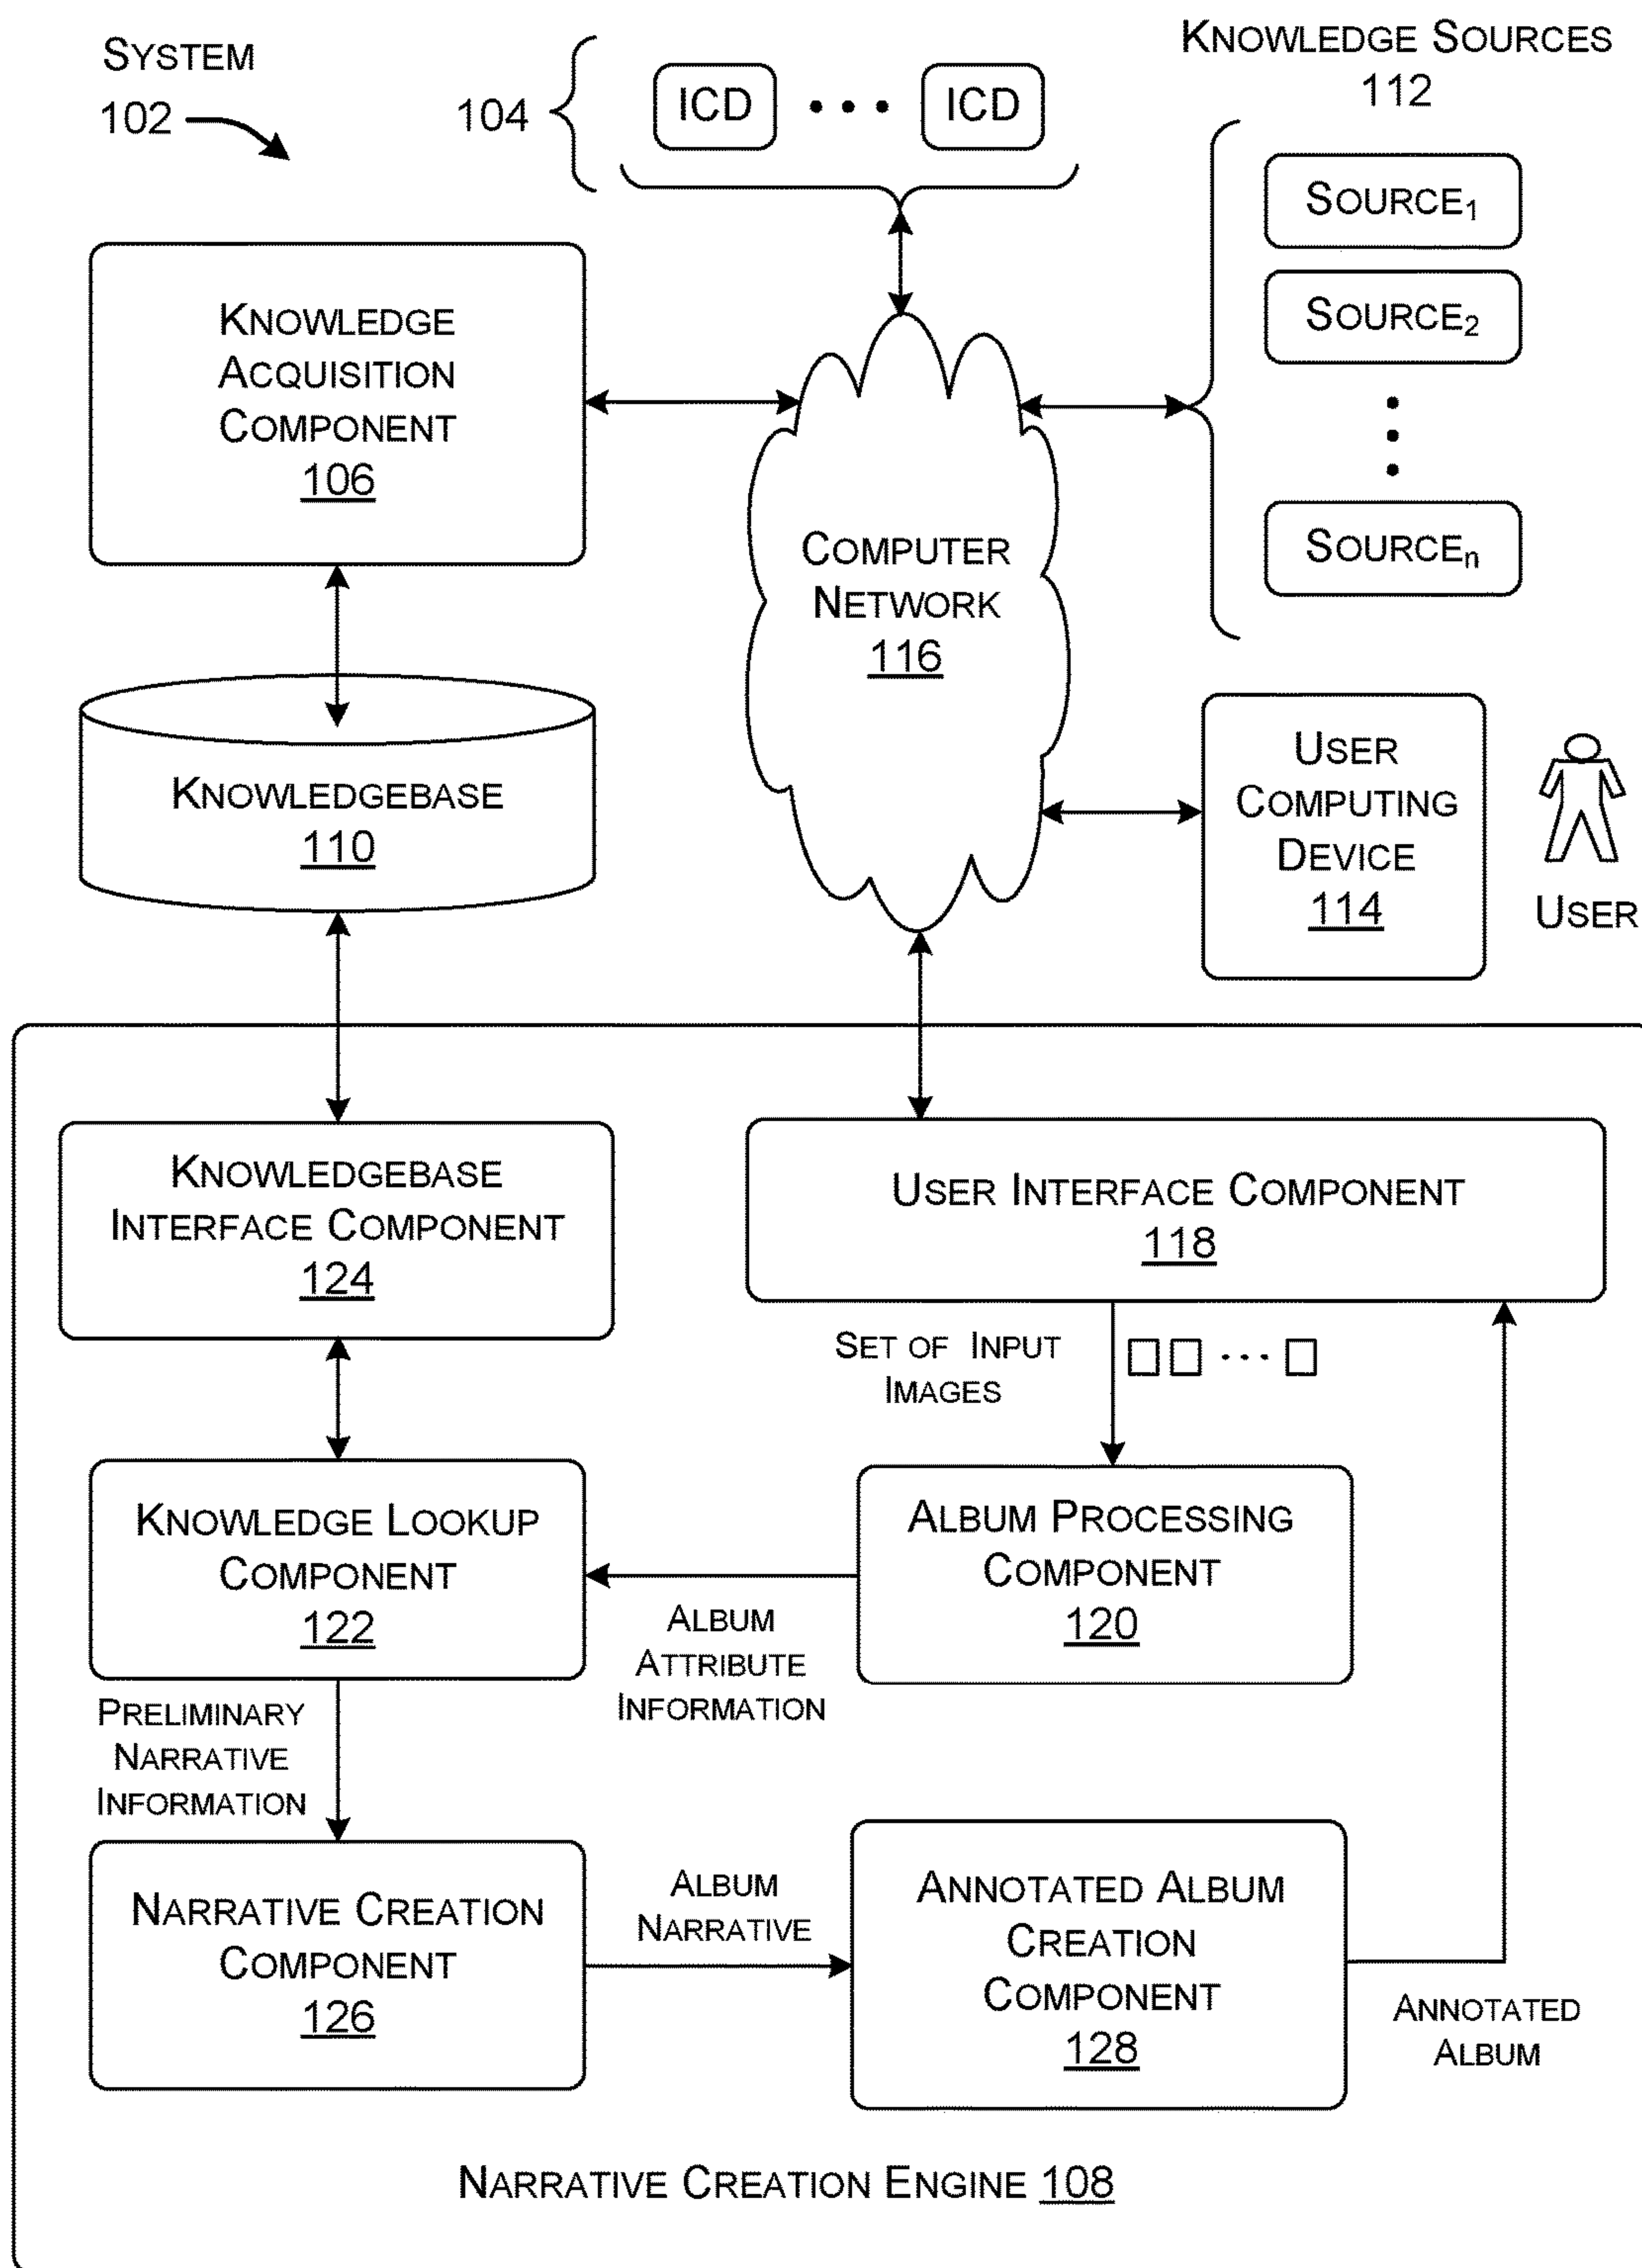 SYSTEM
102
104
ICD • • • ICD
KNOWLEDGE SOURCES
112
SOURCE1
SOURCE2
SOURCEn
KNOWLEDGE
ACQUISITION
COMPONENT
106
COMPUTER
NETWORK
116
KNOWLEDGEBASE
110
USER
COMPUTING
DEVICE
114
USER
KNOWLEDGEBASE
INTERFACE COMPONENT
124
USER INTERFACE COMPONENT
118
SET OF INPUT
IMAGES
KNOWLEDGE LOOKUP
COMPONENT
122
ALBUM PROCESSING
COMPONENT
120
ALBUM
ATTRIBUTE
INFORMATION
PRELIMINARY
NARRATIVE
INFORMATION
NARRATIVE CREATION
COMPONENT
126
ALBUM
NARRATIVE
ANNOTATED ALBUM
CREATION
COMPONENT
128
ANNOTATED
ALBUM
NARRATIVE CREATION ENGINE 108